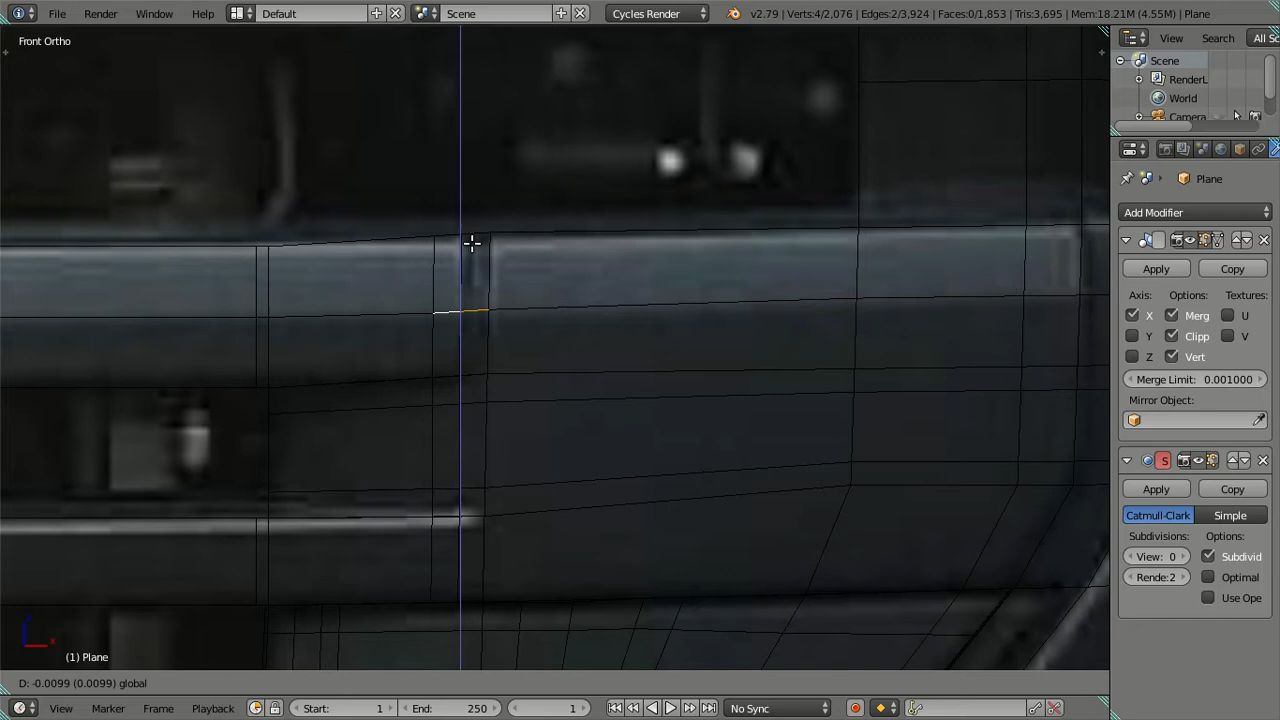 File Render Window Help Default Scene Cycles Render v2.79 | Verts:4/2,076 | Edges:2/3,924 | Faces:0/1,853 | Tris:3,695 | Mem:18.21M (4.55M) | Plane
Front Ortho
View Search All Sc
Scene
RenderL
World
Camera
Plane
Add Modifier
Apply Copy
Axis: Options: Textures:
X Merg U
Y Clipp V
Z Vert
Merge Limit: 0.001000
Mirror Object:
S
Apply Copy
Catmull-Clark Simple
Subdivisions: Options:
View: 0 Subdivid
Rende:2 Optimal
Use Ope
x
(1) Plane
D: -0.0099 (0.0099) global
View Marker Frame Playback Start: 1 End: 250 1 No Sync